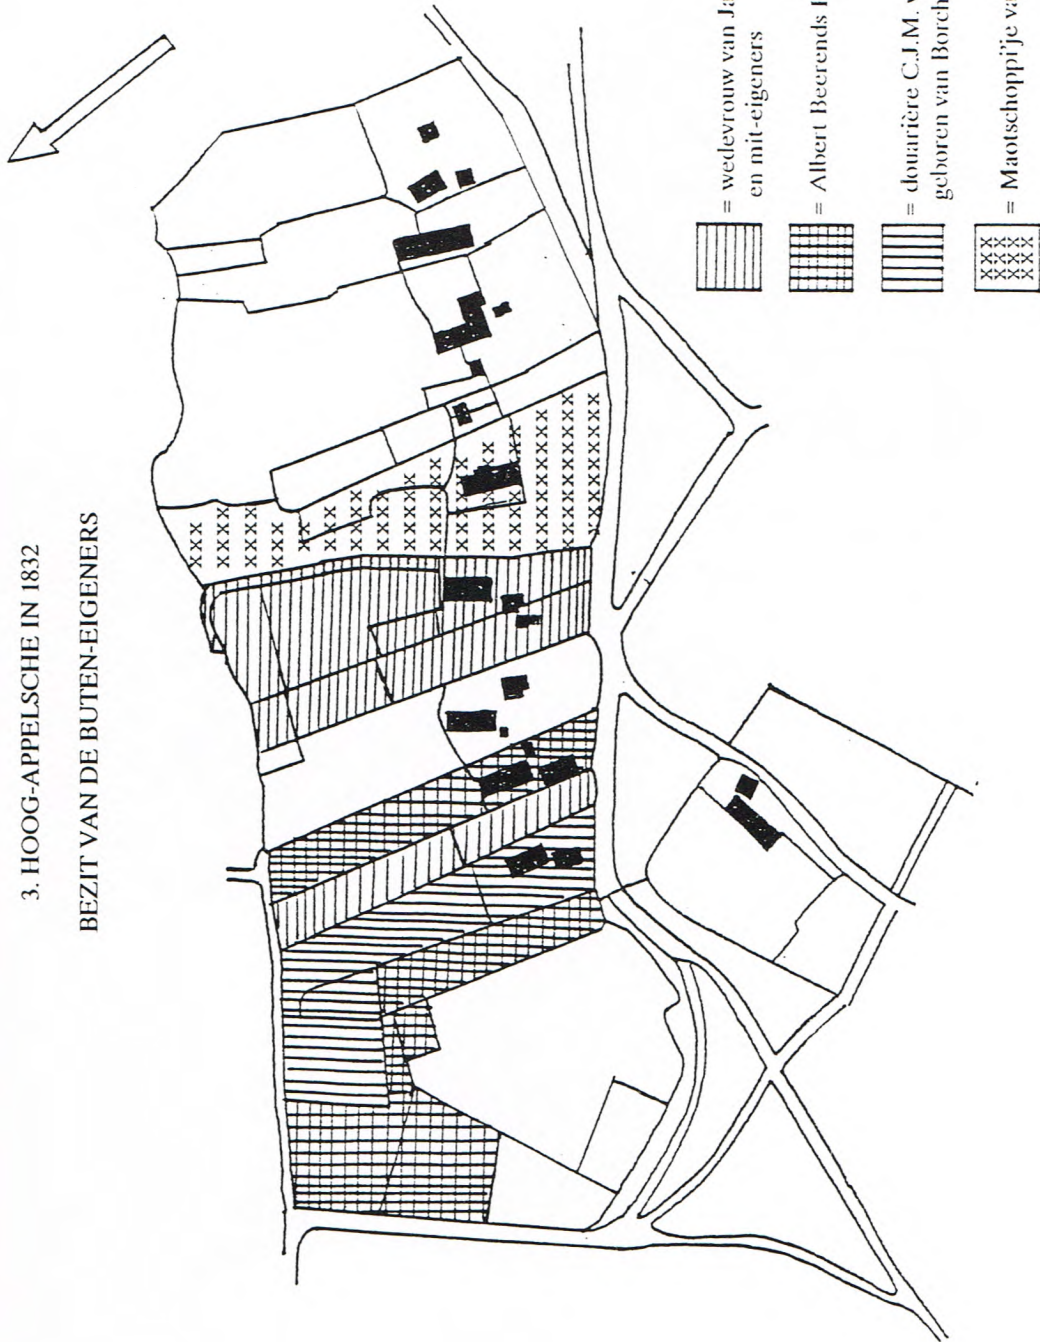 3. HOOG-APPELSCHE IN 1832
BEZIT VAN DE BUTEN-EIGENERS
= wedevrouw van
en mit-eigeners
= Albert Beerends
= douarière C.J.M.
geboren van
= Maotschoppi'je